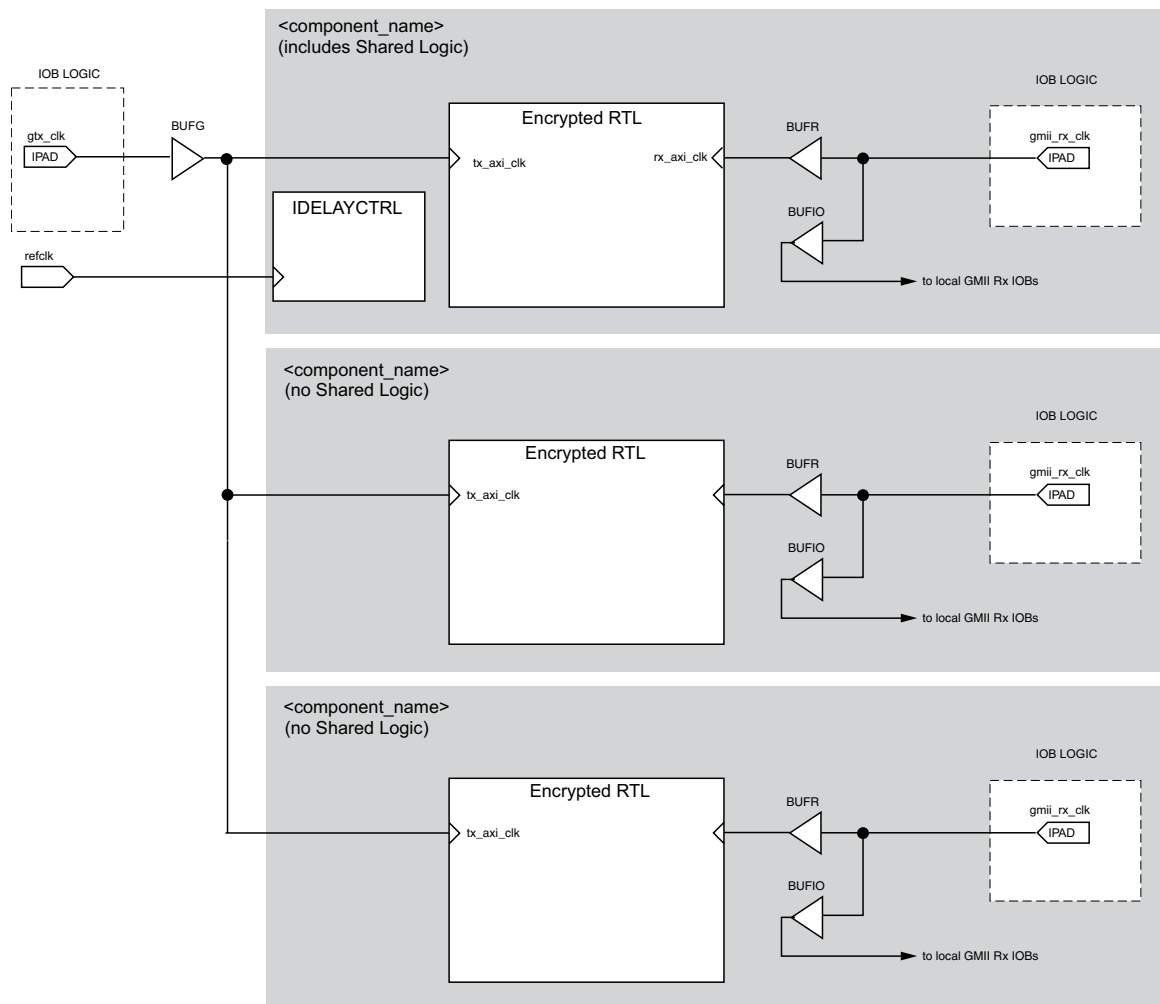 <component_name>
(includes Shared Logic)
IOB LOGIC
gtx_clk
IPAD
BUFG
Encrypted RTL
tx_axi_clk
rx_axi_clk
BUFR
BUFIO
IOB LOGIC
gmii_rx_clk
IPAD
IDELAYCTRL
refclk
to local GMII Rx IOBs
<component_name>
(no Shared Logic)
Encrypted RTL
tx_axi_clk
BUFR
BUFIO
IOB LOGIC
gmii_rx_clk
IPAD
to local GMII Rx IOBs
<component_name>
(no Shared Logic)
Encrypted RTL
tx_axi_clk
BUFR
BUFIO
IOB LOGIC
gmii_rx_clk
IPAD
to local GMII Rx IOBs